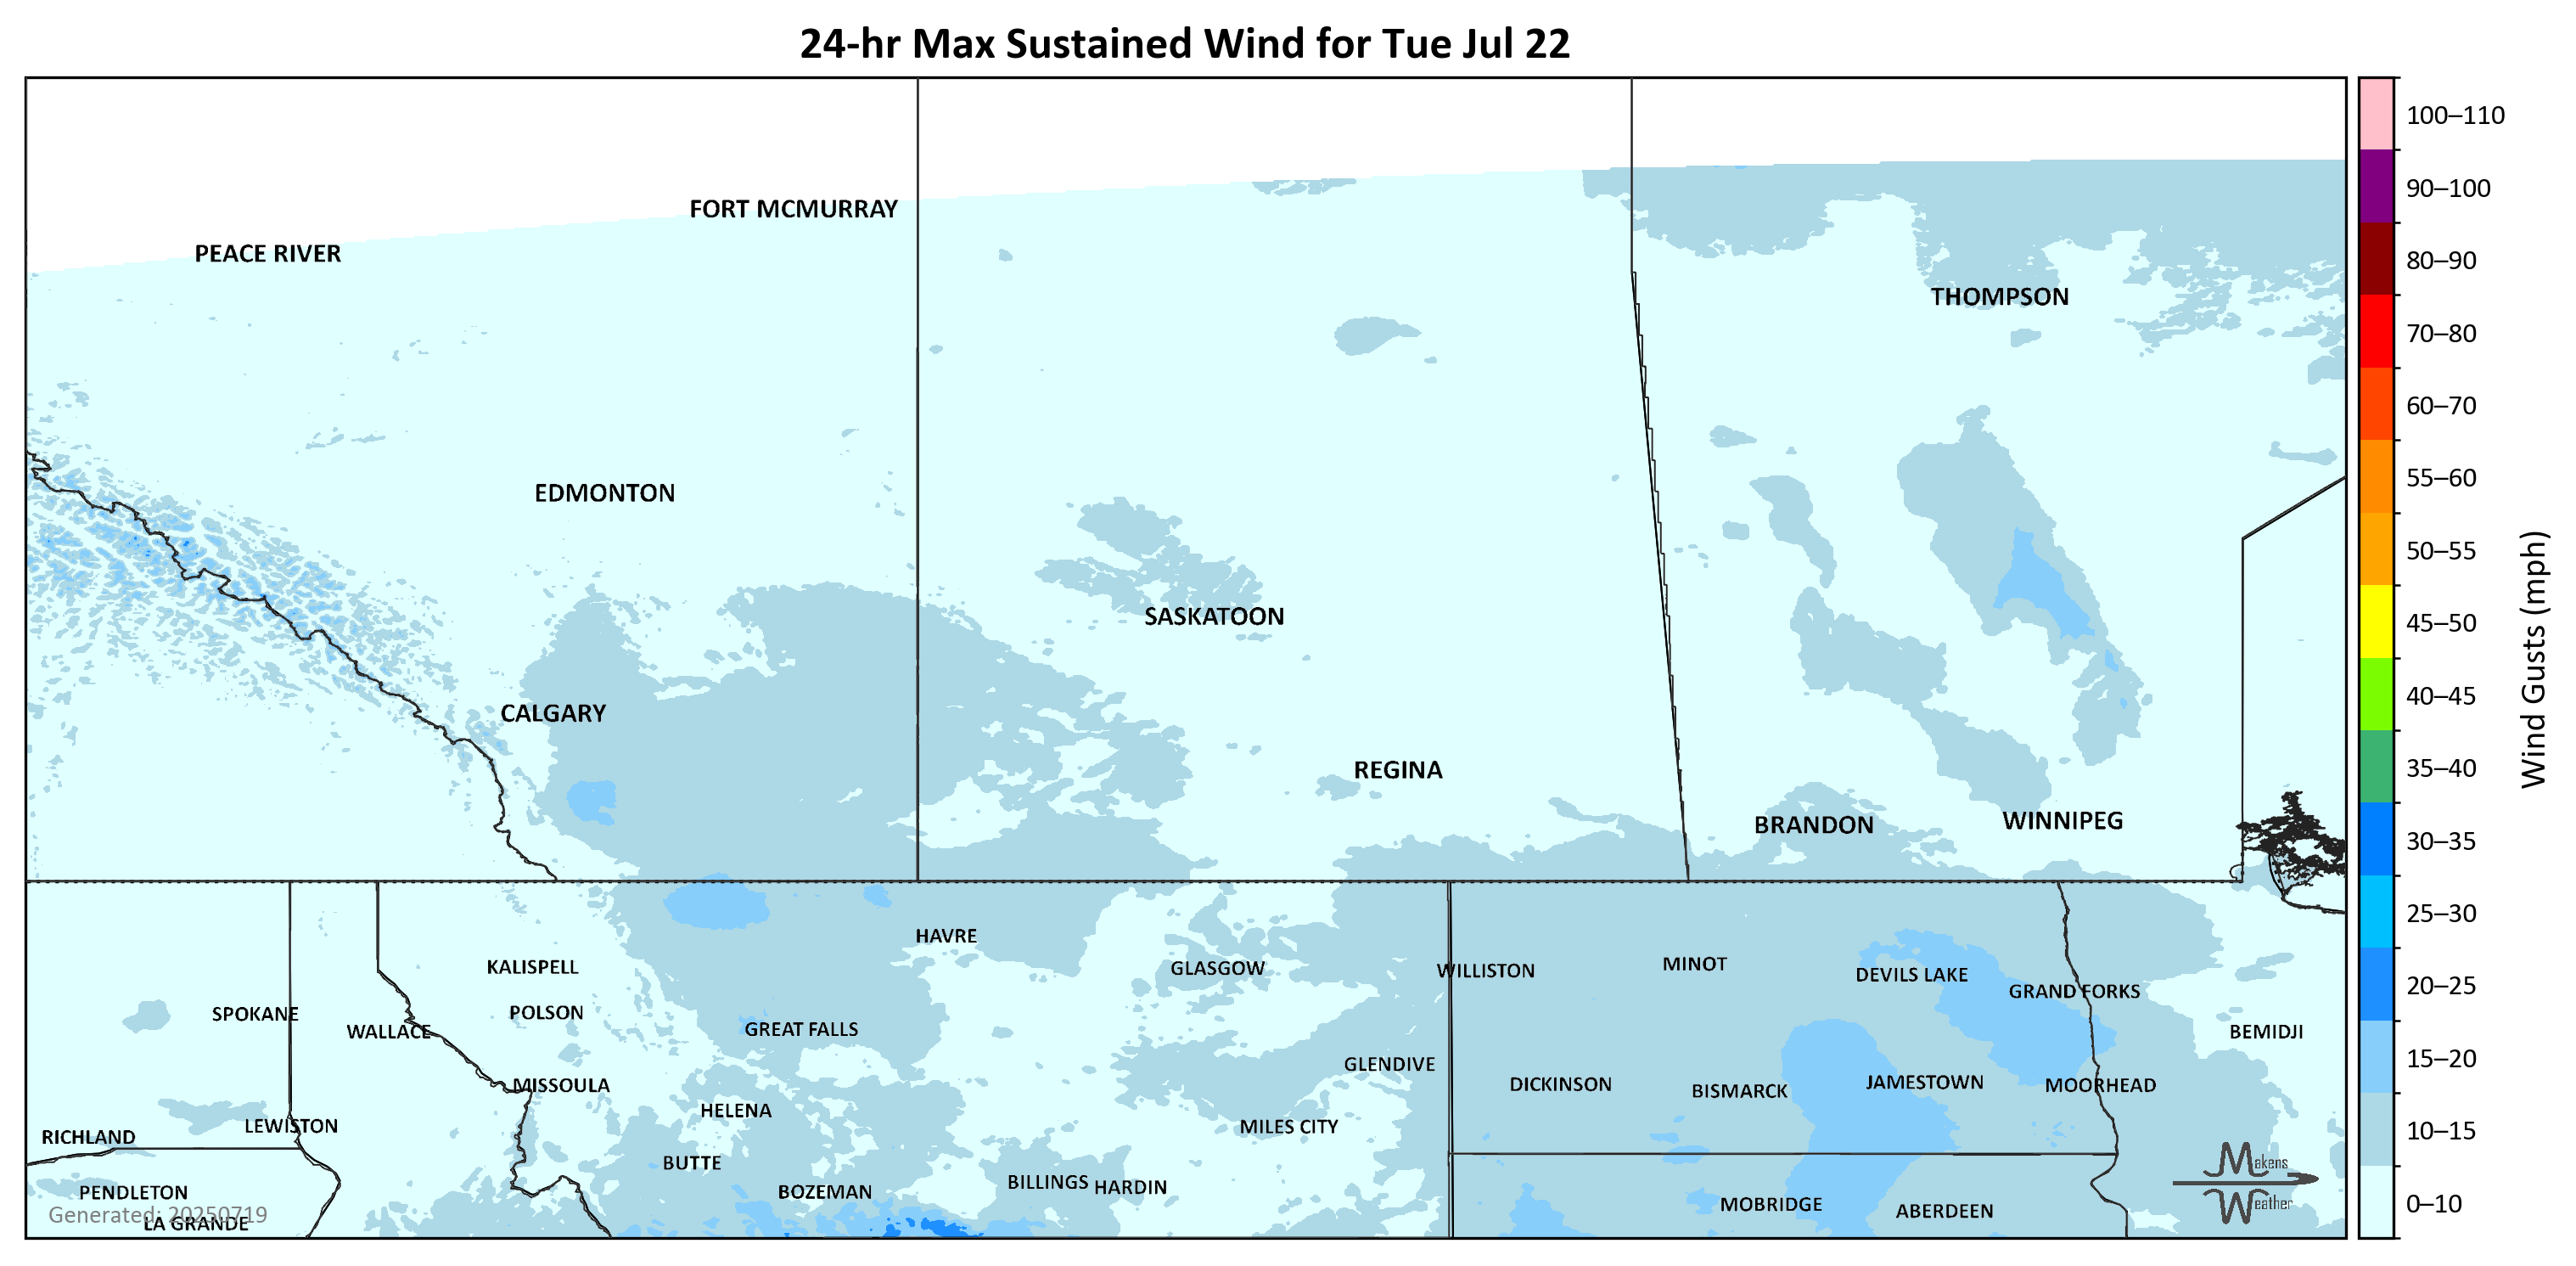 24-hr Max Sustained Wind for Tue Jul 22
100–110
90–100
80–90
70–80
60–70
55–60
50–55
45–50
40–45
35–40
30–35
25–30
20–25
15–20
10–15
0–10
Wind Gusts (mph)
FORT MCMURRAY
PEACE RIVER
THOMPSON
EDMONTON
SASKATOON
CALGARY
REGINA
BRANDON
WINNIPEG
HAVRE
KALISPELL
GLASGOW
WILLISTON
MINOT
DEVILS LAKE
GRAND FORKS
SPOKANE
POLSON
WALLACE
GREAT FALLS
BEMIDJI
GLENDIVE
MISSOULA
DICKINSON
BISMARCK
JAMESTOWN
MOORHEAD
HELENA
LEWISTON
MILES CITY
RICHLAND
BUTTE
PENDLETON
BOZEMAN
BILLINGS
HARDIN
MOBRIDGE
ABERDEEN
Generated: 20250719
LA GRANDE
Makens
Weather